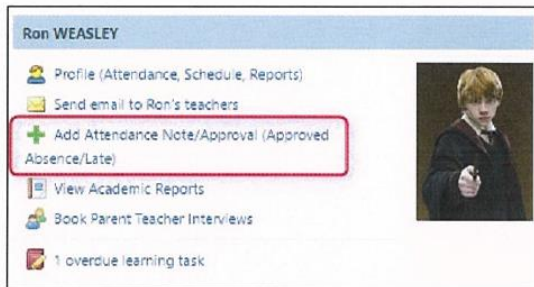 Ron WEASLEY
Profile (Attendance, Schedule, Reports)
Send email to Ron's teachers
Add Attendance Note/Approval (Approved
Absence/Late)
View Academic Reports
Book Parent Teacher Interviews
1 overdue learning task